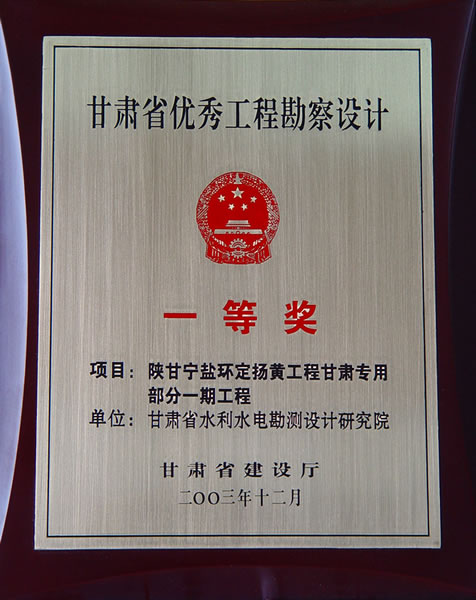 甘肃省优秀工程勘察设计
一等奖
项目：陕甘宁盐环定扬黄工程甘肃专用
部分一期工程
单位：甘肃省水利水电勘测设计研究院
甘肃省建设厅
二OO三年十二月